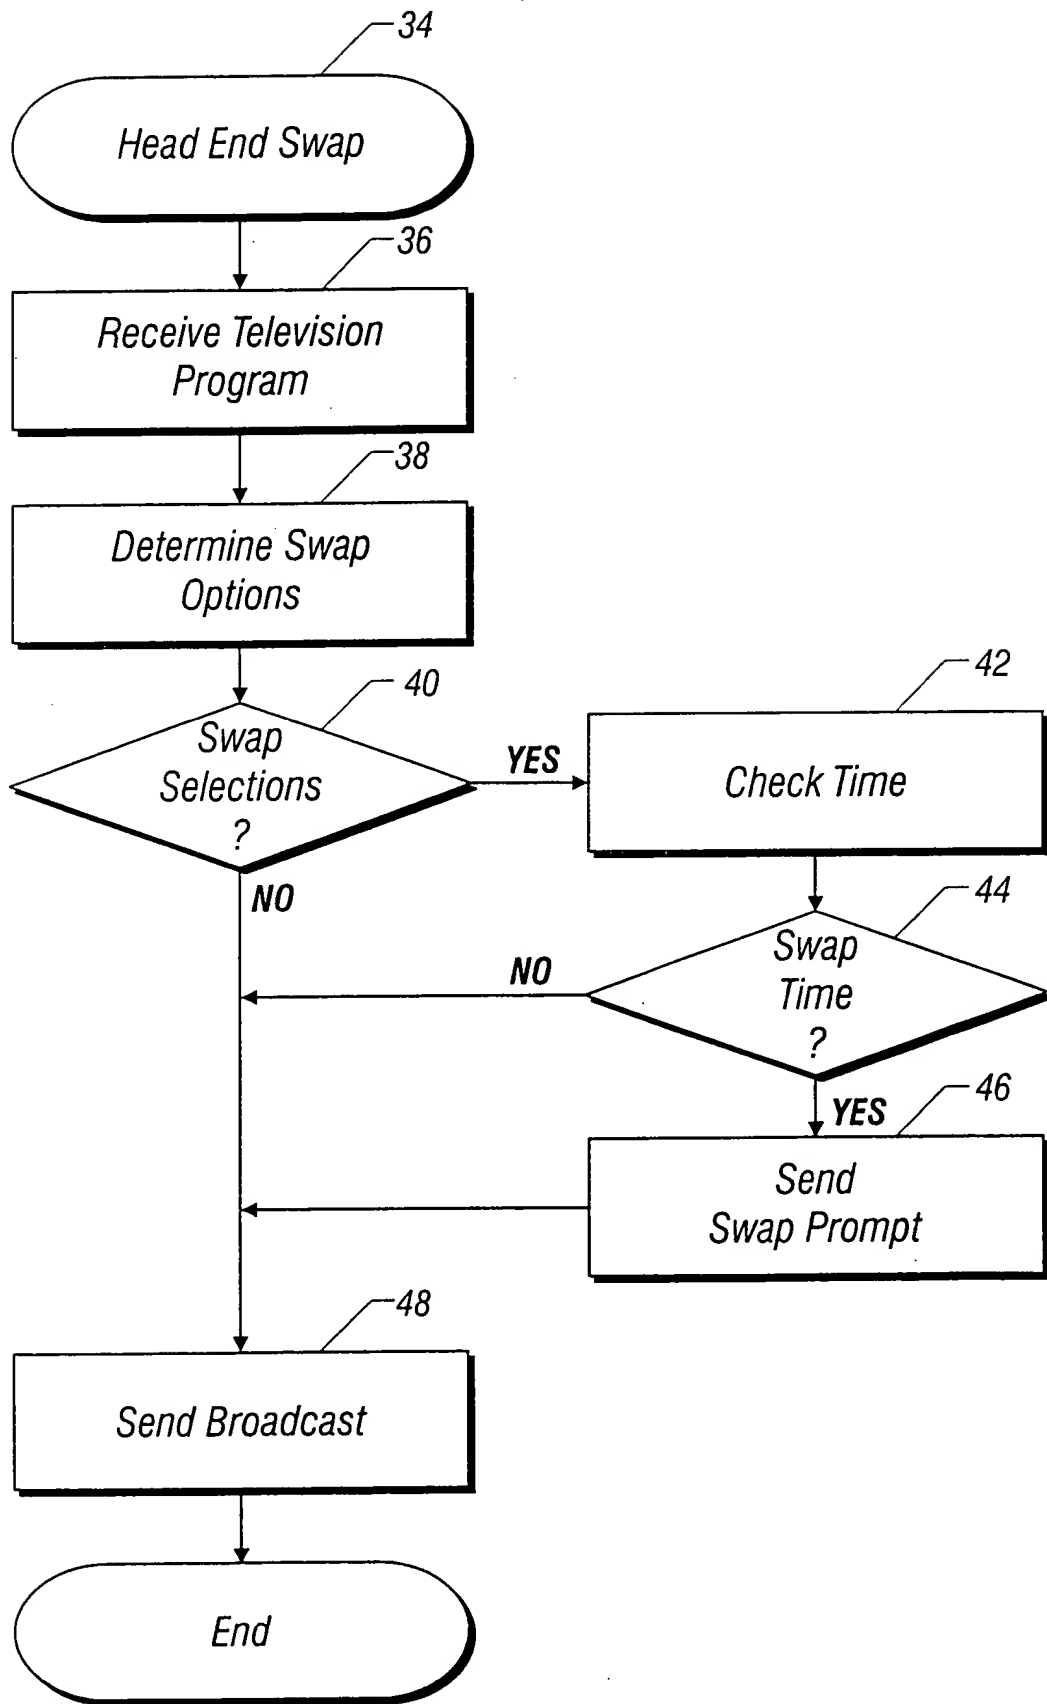 34
Head End Swap
36
Receive Television
Program
38
Determine Swap
Options
40
Swap
Selections
?
YES
NO
42
Check Time
44
Swap
Time
?
NO
YES
46
Send
Swap Prompt
48
Send Broadcast
End